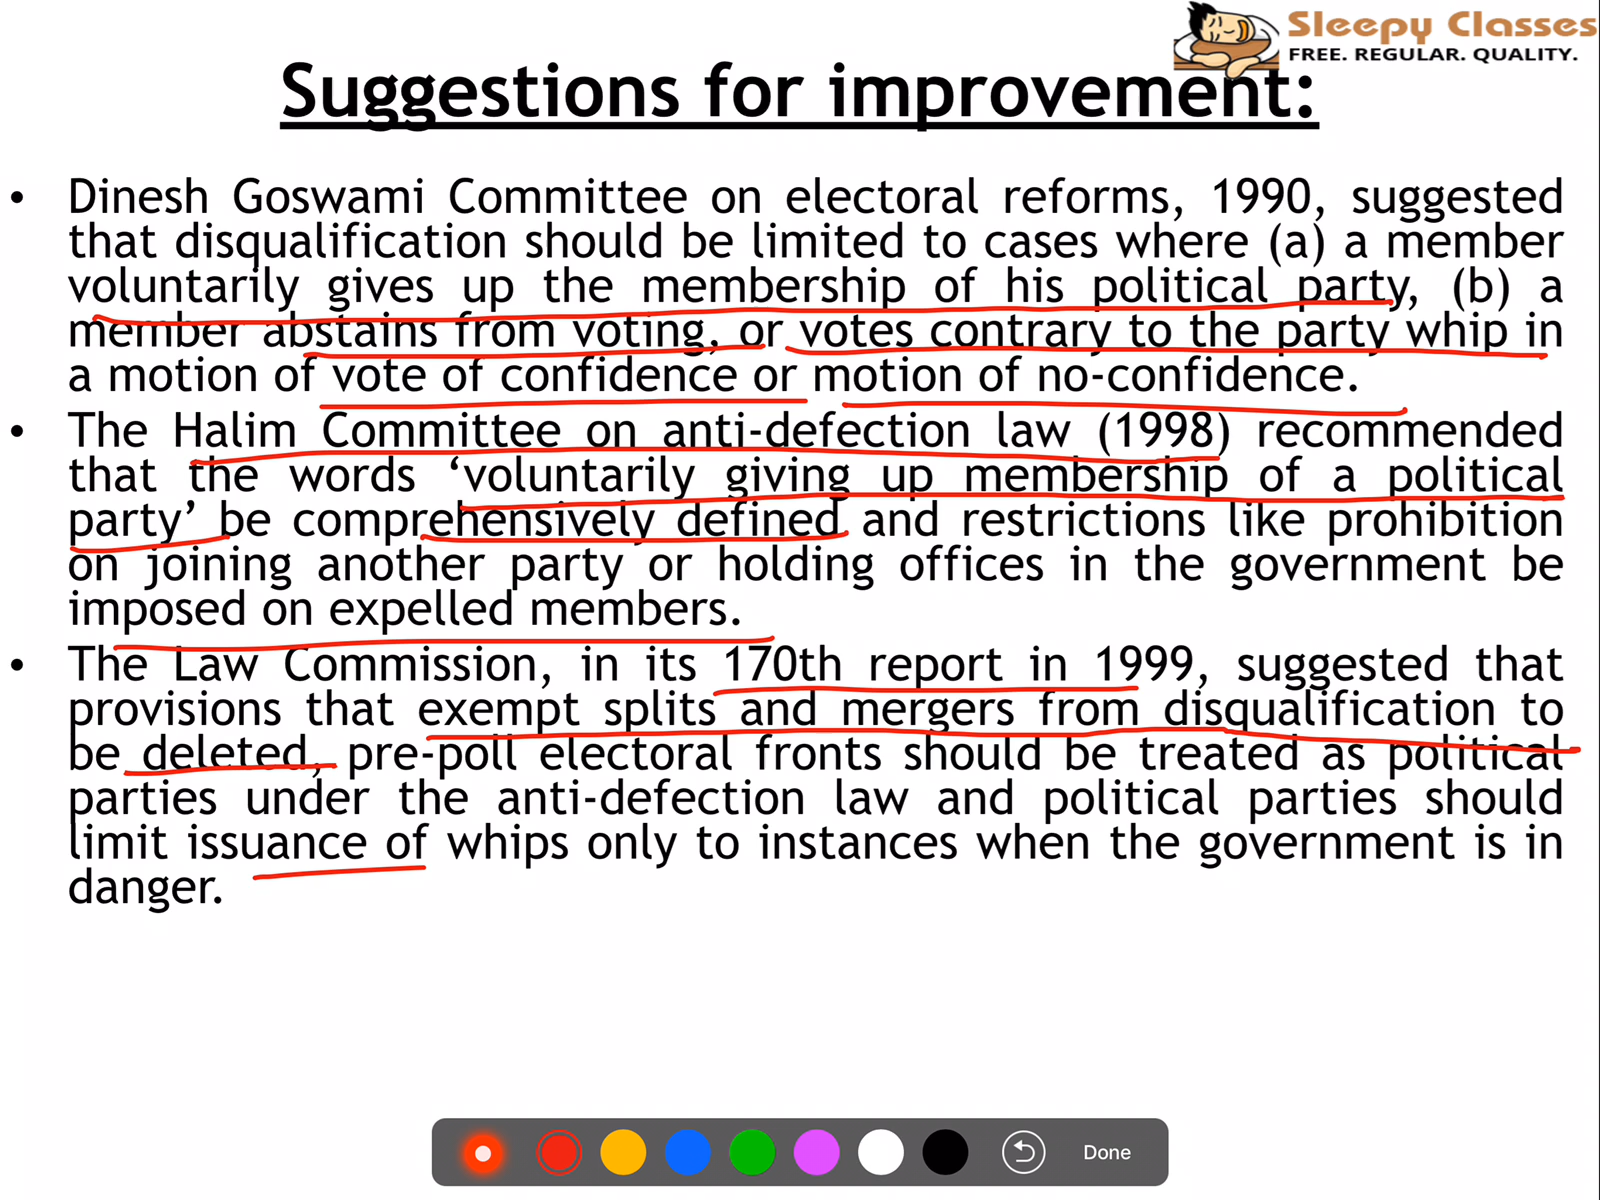 Sleepy Classes
FREE. REGULAR. QUALITY.
Suggestions for improvement:
• Dinesh Goswami Committee on electoral reforms, 1990, suggested
that disqualification should be limited to cases where (a) a member
voluntarily gives up the membership of his political party, (b) a
member abstains from voting, or votes contrary to the party whip in
a motion of vote of confidence or motion of no-confidence.
• The Halim Committee on anti-defection law (1998) recommended
that the words ‘voluntarily giving up membership of a political
party’ be comprehensively defined and restrictions like prohibition
on joining another party or holding offices in the government be
imposed on expelled members.
• The Law Commission, in its 170th report in 1999, suggested that
provisions that exempt splits and mergers from disqualification to
be deleted, pre-poll electoral fronts should be treated as political
parties under the anti-defection law and political parties should
limit issuance of whips only to instances when the government is in
danger.
Done